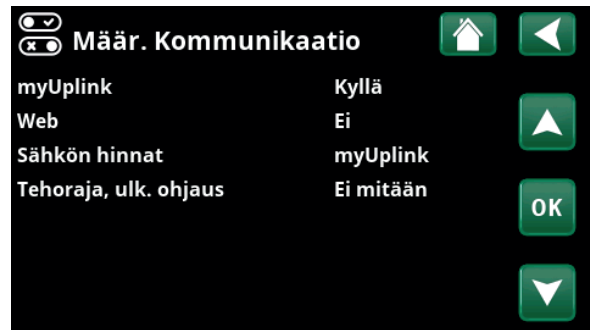 Määr. Kommunikaatio
myUplink Kyllä
Web Ei
Sähkön hinnat myUplink
Tehoraja, ulk. ohjaus Ei mitään
OK